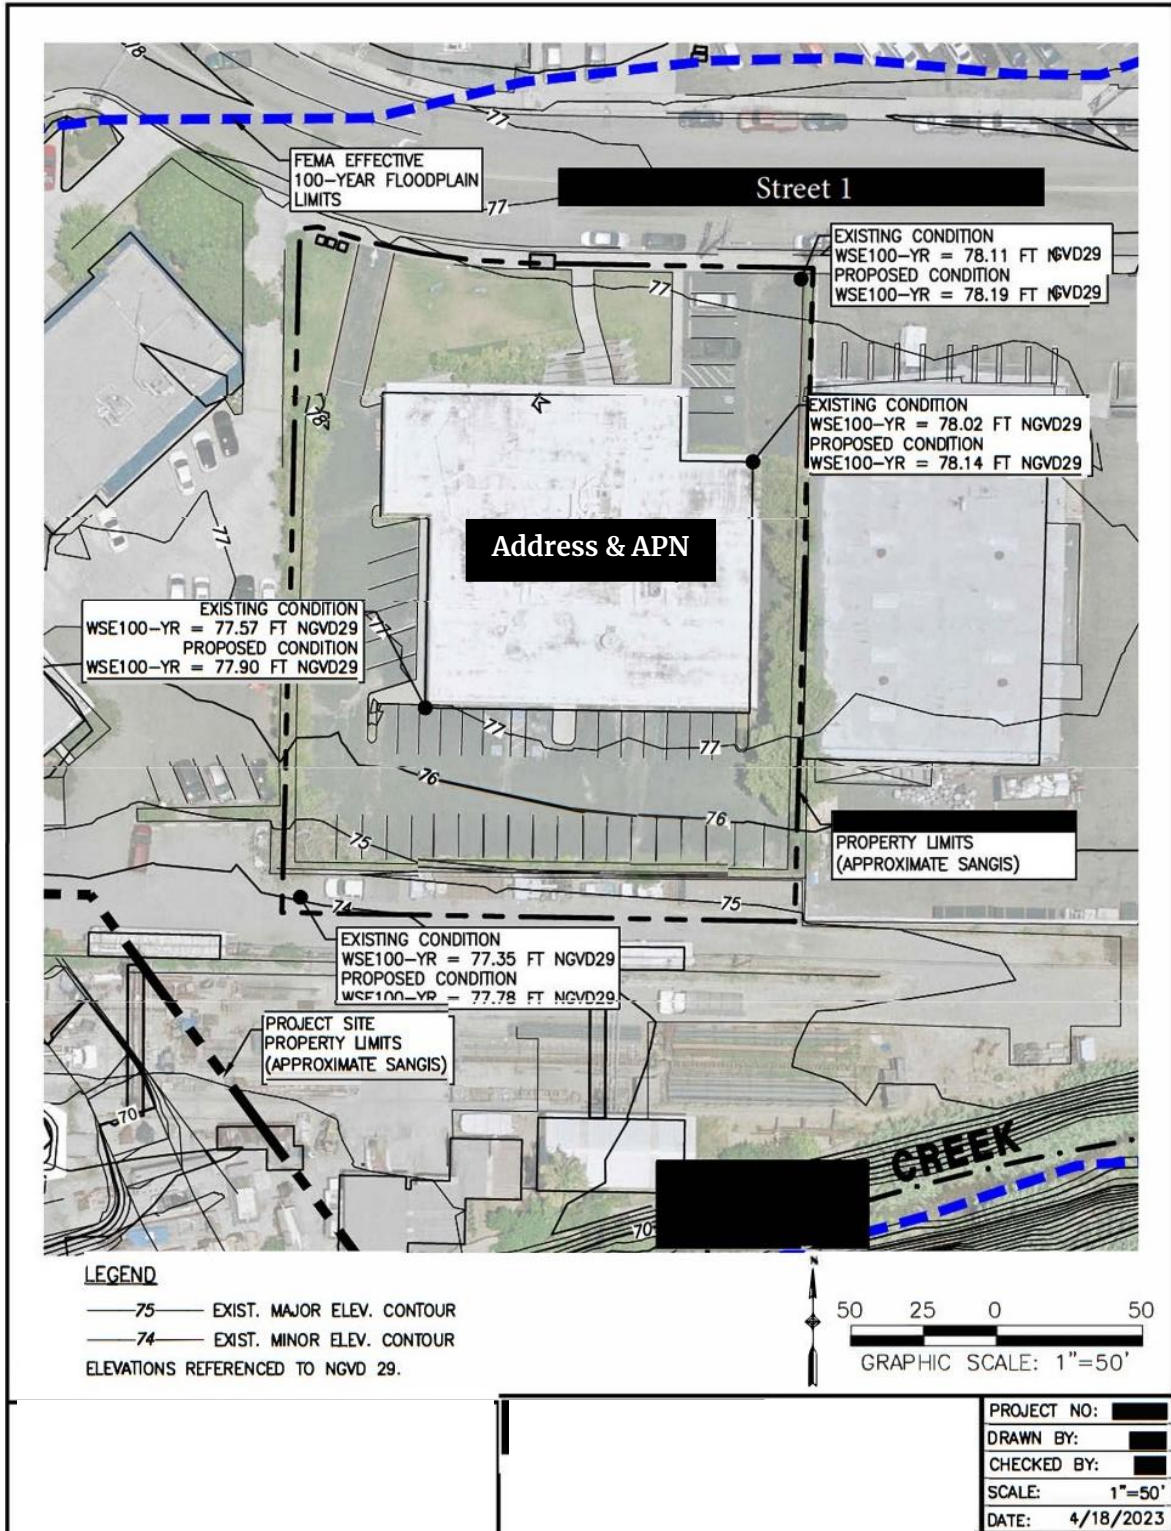 78
77
FEMA EFFECTIVE
100-YEAR FLOODPLAIN
LIMITS
77
Street 1
EXISTING CONDITION
WSE100-YR = 78.11 FT NGVD29
PROPOSED CONDITION
WSE100-YR = 78.19 FT NGVD29
77
78
EXISTING CONDITION
WSE100-YR = 78.02 FT NGVD29
PROPOSED CONDITION
WSE100-YR = 78.14 FT NGVD29
77
Address & APN
EXISTING CONDITION
WSE100-YR = 77.57 FT NGVD29
PROPOSED CONDITION
WSE100-YR = 77.90 FT NGVD29
77
77
77
76
76
75
PROPERTY LIMITS
(APPROXIMATE SANGIS)
74
75
EXISTING CONDITION
WSE100-YR = 77.35 FT NGVD29
PROPOSED CONDITION
WSE100-YR = 77.78 FT NGVD29
PROJECT SITE
PROPERTY LIMITS
(APPROXIMATE SANGIS)
70
CREEK
70
LEGEND
75 EXIST. MAJOR ELEV. CONTOUR
74 EXIST. MINOR ELEV. CONTOUR
ELEVATIONS REFERENCED TO NGVD 29.
N
50 25 0 50
GRAPHIC SCALE: 1"=50'
PROJECT NO:
DRAWN BY:
CHECKED BY:
SCALE: 1"=50'
DATE: 4/18/2023